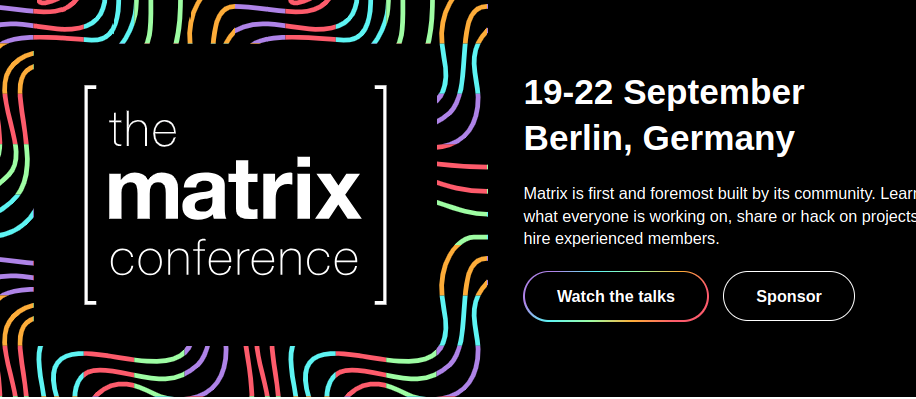 the
matrix
conference
19-22 September
Berlin, Germany
Matrix is first and foremost built by its community. Learn
what everyone is working on, share or hack on projects
hire experienced members.
Watch the talks
Sponsor